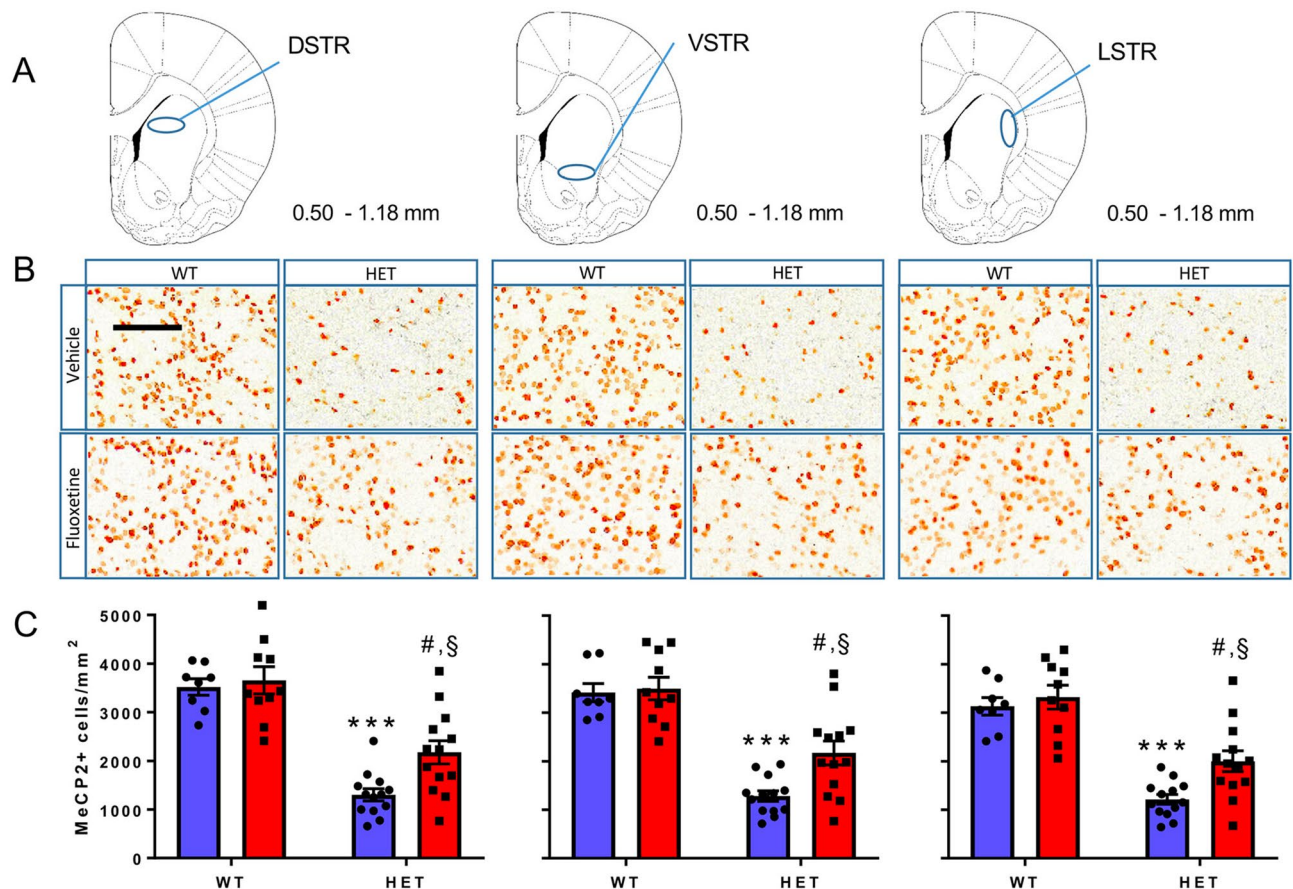 A
DSTR
VSTR
LSTR
0.50 - 1.18 mm
0.50 - 1.18 mm
0.50 - 1.18 mm
B
WT
HET
WT
HET
WT
HET
Vehicle
Fluoxetine
C
MeCP2+ cells/mm²
5000
4000
3000
2000
1000
0
***
#,§
***
#,§
***
#,§
WT
HET
WT
HET
WT
HET